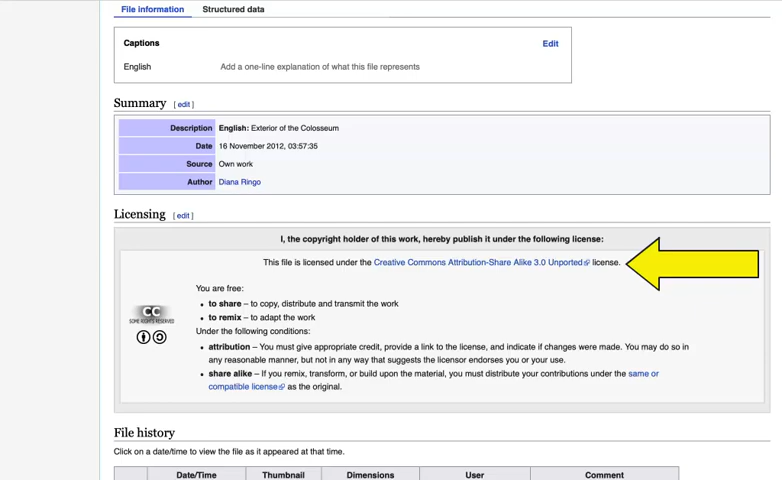 File information
Structured data
Captions
Edit
English
Add a one-line explanation of what this file represents
Summary [ edit ]
Description English: Exterior of the Colosseum
Date 16 November 2012, 03:57:35
Source Own work
Author Diana Ringo
Licensing [ edit ]
I, the copyright holder of this work, hereby publish it under the following license:
This file is licensed under the Creative Commons Attribution-Share Alike 3.0 Unported license.
CC
SOME RIGHTS RESERVED
You are free:
• to share – to copy, distribute and transmit the work
• to remix – to adapt the work
Under the following conditions:
• attribution – You must give appropriate credit, provide a link to the license, and indicate if changes were made. You may do so in
any reasonable manner, but not in any way that suggests the licensor endorses you or your use.
• share alike – If you remix, transform, or build upon the material, you must distribute your contributions under the same or
compatible license as the original.
File history
Click on a date/time to view the file as it appeared at that time.
Date/Time Thumbnail Dimensions User Comment